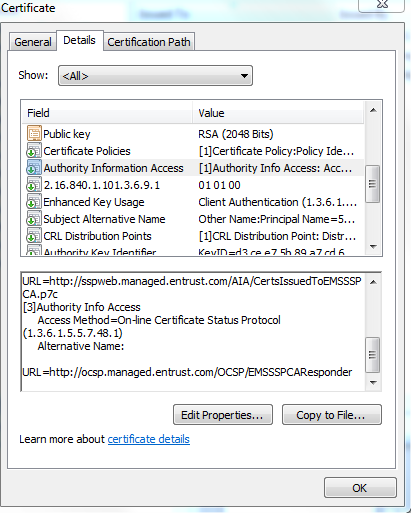 Certificate
General Details Certification Path
Show: <All>
Field Value
Public key RSA (2048 Bits)
Certificate Policies [1]Certificate Policy:Policy Ide...
Authority Information Access [1]Authority Info Access: Acc...
2.16.840.1.101.3.6.9.1 01 01 00
Enhanced Key Usage Client Authentication (1.3.6.1....
Subject Alternative Name Other Name:Principal Name=5...
CRL Distribution Points [1]CRL Distribution Point: Distri...
Authority Key Identifier KeyID=d3 ce e7 5b 89 a7 cd 6...
URL=http://sspweb.managed.entrust.com/AIA/CertsIssuedToEMSSSP
CA.p7c
[3]Authority Info Access
Access Method=On-line Certificate Status Protocol
(1.3.6.1.5.5.7.48.1)
Alternative Name:
URL=http://ocsp.managed.entrust.com/OCSP/EMSSSPCAResponder
Edit Properties... Copy to File...
Learn more about certificate details
OK